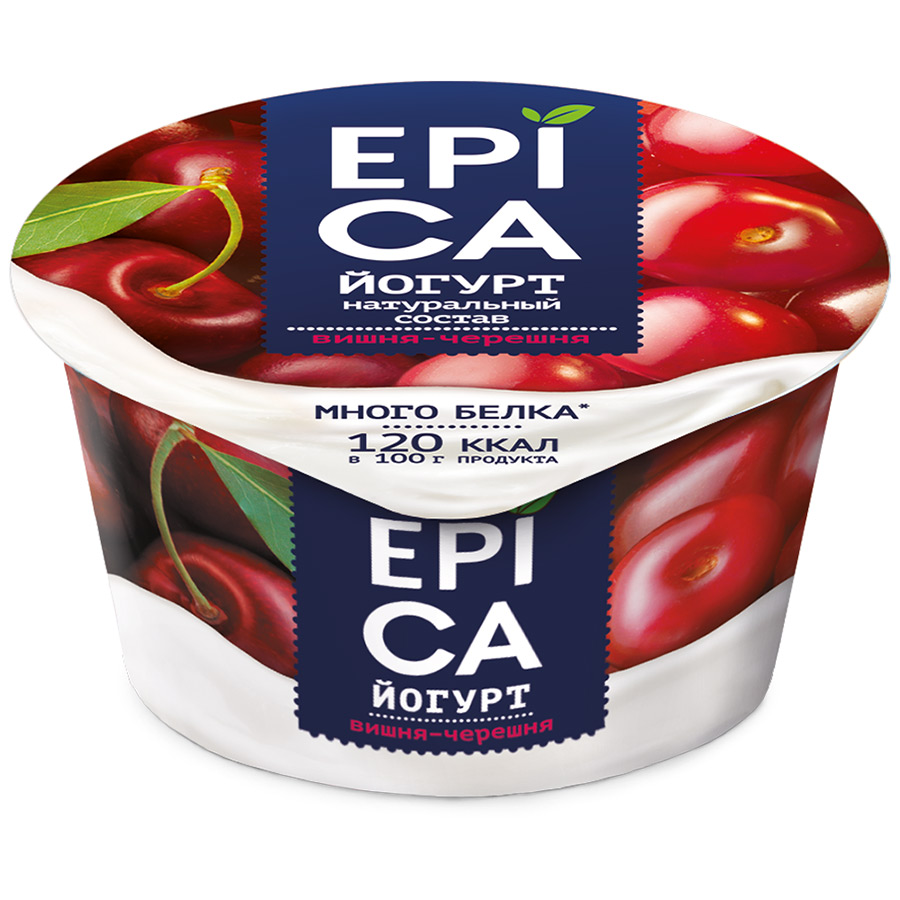 EPI
CA
йогурт
натуральный
состав
вишня-черешня
МНОГО БЕЛКА*
120 ККАЛ
в 100 г ПРОДУКТА
EPI
CA
йогурт
вишня-черешня